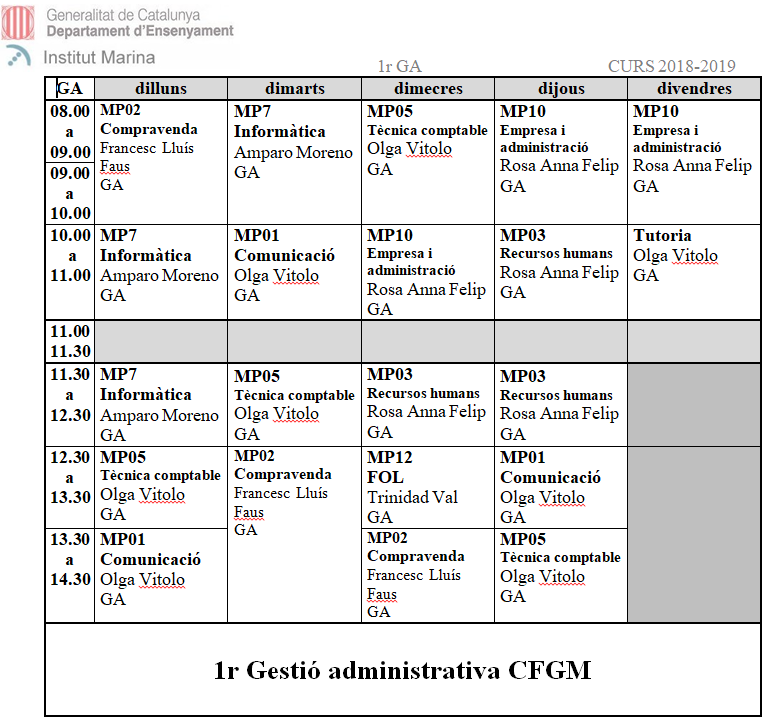 Generalitat de Catalunya
Departament d'Ensenyament
Institut Marina
1r GA CURS 2018-2019
GA dilluns dimarts dimecres dijous divendres
08.00
a
09.00
09.00
a
10.00
MP02
Compravenda
Francesc Lluís
Faus
GA
MP7
Informàtica
Amparo Moreno
GA
MP05
Tècnica comptable
Olga Vitolo
GA
MP10
Empresa i
administració
Rosa Anna Felip
GA
MP10
Empresa i
administració
Rosa Anna Felip
GA
10.00
a
11.00
MP7
Informàtica
Amparo Moreno
GA
MP01
Comunicació
Olga Vitolo
GA
MP10
Empresa i
administració
Rosa Anna Felip
GA
MP03
Recursos humans
Rosa Anna Felip
GA
Tutoria
Olga Vitolo
GA
11.00
11.30
11.30
a
12.30
MP7
Informàtica
Amparo Moreno
GA
MP05
Tècnica comptable
Olga Vitolo
GA
MP03
Recursos humans
Rosa Anna Felip
GA
MP03
Recursos humans
Rosa Anna Felip
GA
12.30
a
13.30
MP05
Tècnica comptable
Olga Vitolo
GA
MP02
Compravenda
Francesc Lluís
Faus
GA
MP12
FOL
Trinidad Val
GA
MP01
Comunicació
Olga Vitolo
GA
13.30
a
14.30
MP01
Comunicació
Olga Vitolo
GA
MP02
Compravenda
Francesc Lluís
Faus
GA
MP05
Tècnica comptable
Olga Vitolo
GA
1r Gestió administrativa CFGM